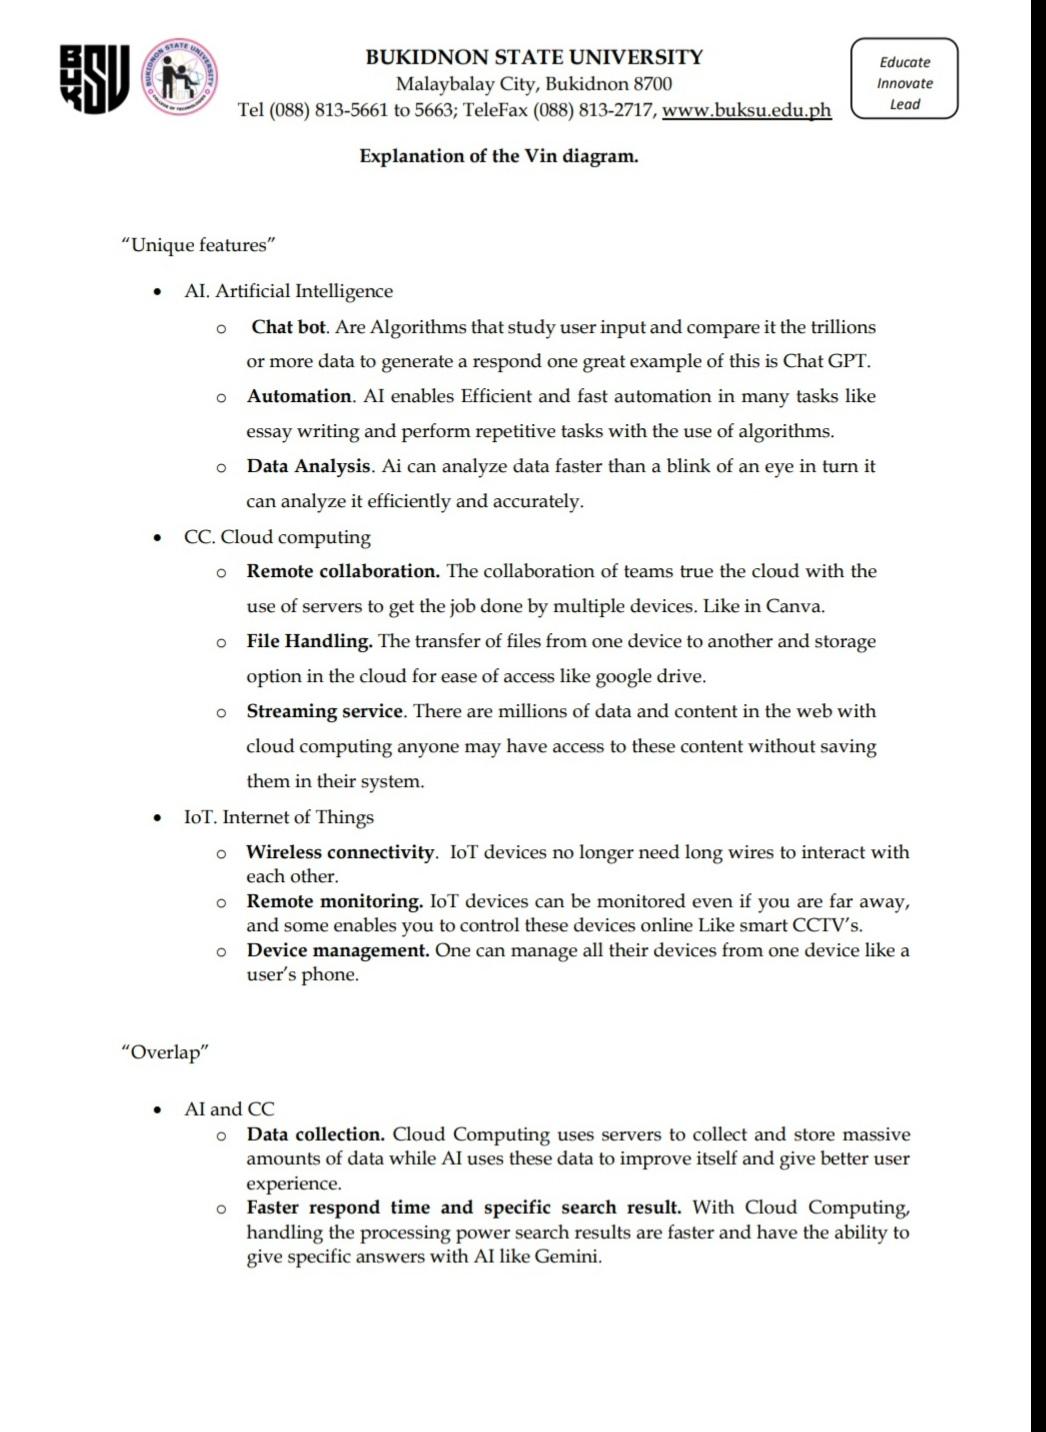 BUKSU
BUKIDNON STATE UNIVERSITY
COLLEGE OF TECHNOLOGIES
BUKIDNON STATE UNIVERSITY
Malaybalay City, Bukidnon 8700
Tel (088) 813-5661 to 5663; TeleFax (088) 813-2717, www.buksu.edu.ph
Educate
Innovate
Lead
Explanation of the Vin diagram.
“Unique features”
• AI. Artificial Intelligence
o Chat bot. Are Algorithms that study user input and compare it the trillions
or more data to generate a respond one great example of this is Chat GPT.
o Automation. AI enables Efficient and fast automation in many tasks like
essay writing and perform repetitive tasks with the use of algorithms.
o Data Analysis. Ai can analyze data faster than a blink of an eye in turn it
can analyze it efficiently and accurately.
• CC. Cloud computing
o Remote collaboration. The collaboration of teams true the cloud with the
use of servers to get the job done by multiple devices. Like in Canva.
o File Handling. The transfer of files from one device to another and storage
option in the cloud for ease of access like google drive.
o Streaming service. There are millions of data and content in the web with
cloud computing anyone may have access to these content without saving
them in their system.
• IoT. Internet of Things
o Wireless connectivity. IoT devices no longer need long wires to interact with
each other.
o Remote monitoring. IoT devices can be monitored even if you are far away,
and some enables you to control these devices online Like smart CCTV’s.
o Device management. One can manage all their devices from one device like a
user’s phone.
“Overlap”
• AI and CC
o Data collection. Cloud Computing uses servers to collect and store massive
amounts of data while AI uses these data to improve itself and give better user
experience.
o Faster respond time and specific search result. With Cloud Computing,
handling the processing power search results are faster and have the ability to
give specific answers with AI like Gemini.